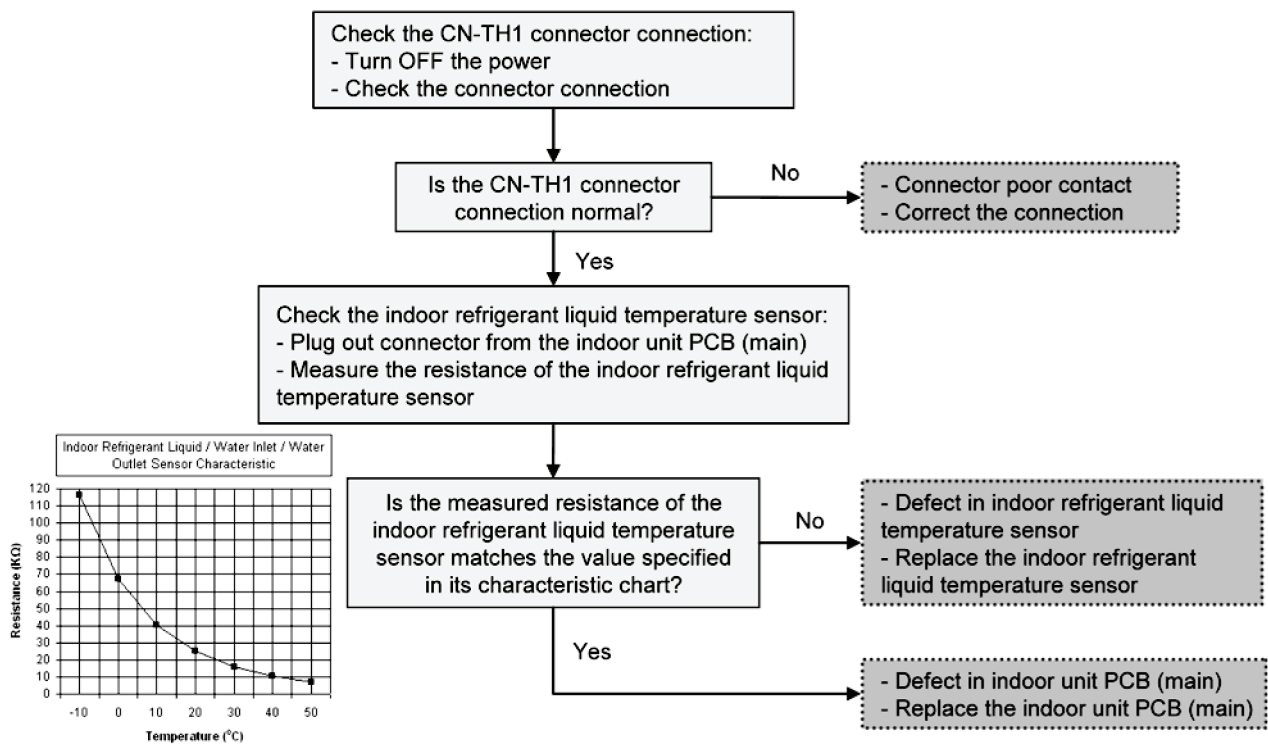 Check the CN-TH1 connector connection:
- Turn OFF the power
- Check the connector connection
Is the CN-TH1 connector
connection normal?
No
- Connector poor contact
- Correct the connection
Yes
Check the indoor refrigerant liquid temperature sensor:
- Plug out connector from the indoor unit PCB (main)
- Measure the resistance of the indoor refrigerant liquid
temperature sensor
Indoor Refrigerant Liquid / Water Inlet / Water
Outlet Sensor Characteristic
Resistance (KΩ)
120
110
100
90
80
70
60
50
40
30
20
10
0
-10 0 10 20 30 40 50
Temperature (°C)
Is the measured resistance of the
indoor refrigerant liquid temperature
sensor matches the value specified
in its characteristic chart?
No
- Defect in indoor refrigerant liquid
temperature sensor
- Replace the indoor refrigerant
liquid temperature sensor
Yes
- Defect in indoor unit PCB (main)
- Replace the indoor unit PCB (main)